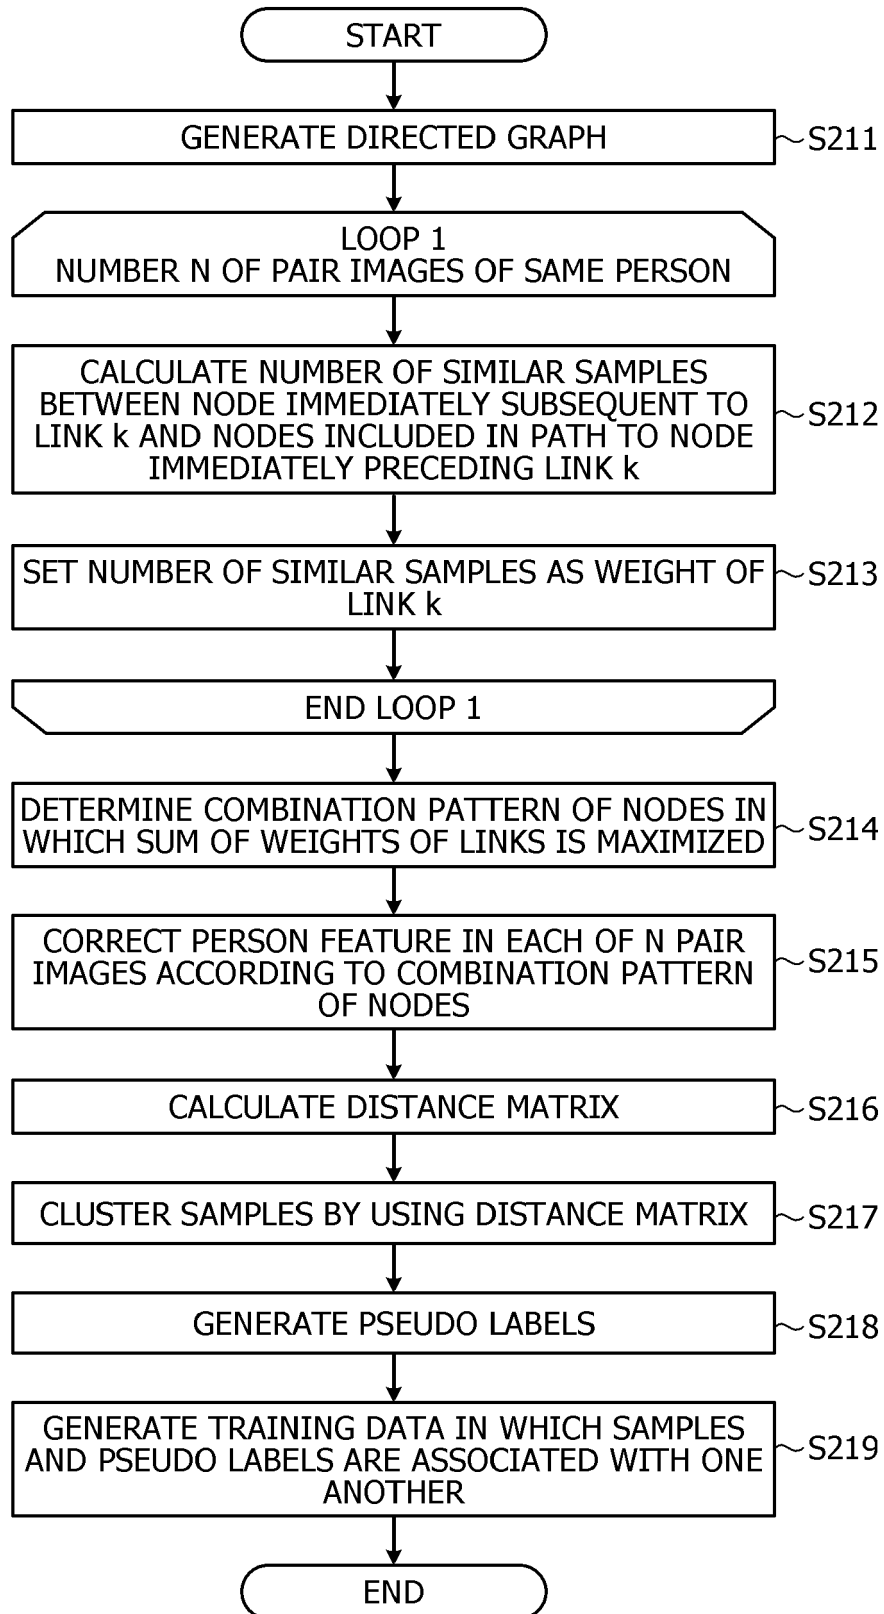 START
GENERATE DIRECTED GRAPH
S211
LOOP 1
NUMBER N OF PAIR IMAGES OF SAME PERSON
CALCULATE NUMBER OF SIMILAR SAMPLES
BETWEEN NODE IMMEDIATELY SUBSEQUENT TO
LINK k AND NODES INCLUDED IN PATH TO NODE
IMMEDIATELY PRECEDING LINK k
S212
SET NUMBER OF SIMILAR SAMPLES AS WEIGHT OF
LINK k
S213
END LOOP 1
DETERMINE COMBINATION PATTERN OF NODES IN
WHICH SUM OF WEIGHTS OF LINKS IS MAXIMIZED
S214
CORRECT PERSON FEATURE IN EACH OF N PAIR
IMAGES ACCORDING TO COMBINATION PATTERN
OF NODES
S215
CALCULATE DISTANCE MATRIX
S216
CLUSTER SAMPLES BY USING DISTANCE MATRIX
S217
GENERATE PSEUDO LABELS
S218
GENERATE TRAINING DATA IN WHICH SAMPLES
AND PSEUDO LABELS ARE ASSOCIATED WITH ONE
ANOTHER
S219
END